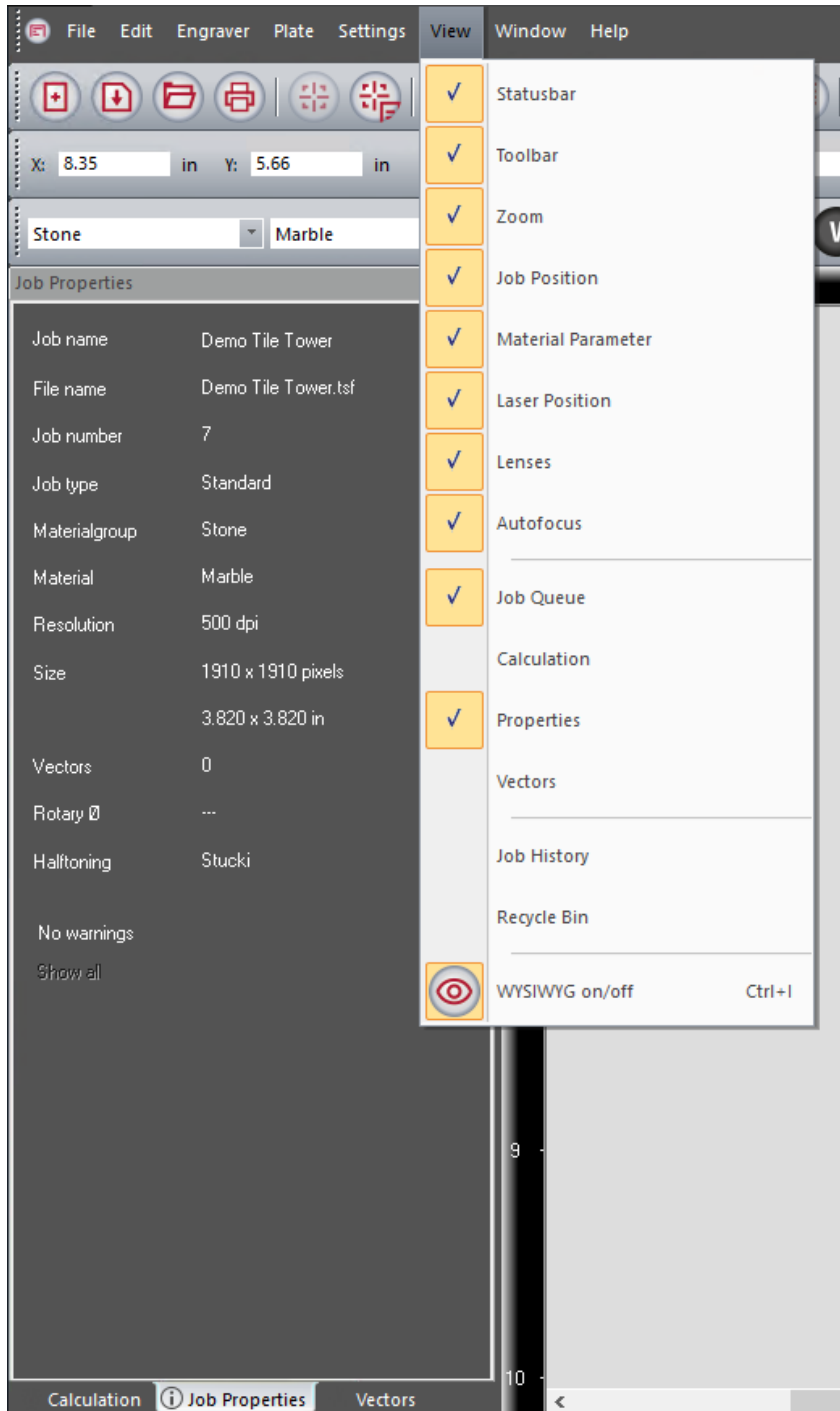 File Edit Engraver Plate Settings View Window Help
X: 8.35 in Y: 5.66 in
Stone Marble
Job Properties
Job name Demo Tile Tower
File name Demo Tile Tower.tsf
Job number 7
Job type Standard
Materialgroup Stone
Material Marble
Resolution 500 dpi
Size 1910 x 1910 pixels
3.820 x 3.820 in
Vectors 0
Rotary Ø ---
Halftoning Stucki
No warnings
Show all
Statusbar
Toolbar
Zoom
Job Position
Material Parameter
Laser Position
Lenses
Autofocus
Job Queue
Calculation
Properties
Vectors
Job History
Recycle Bin
WYSIWYG on/off Ctrl+I
9
10
Calculation Job Properties Vectors